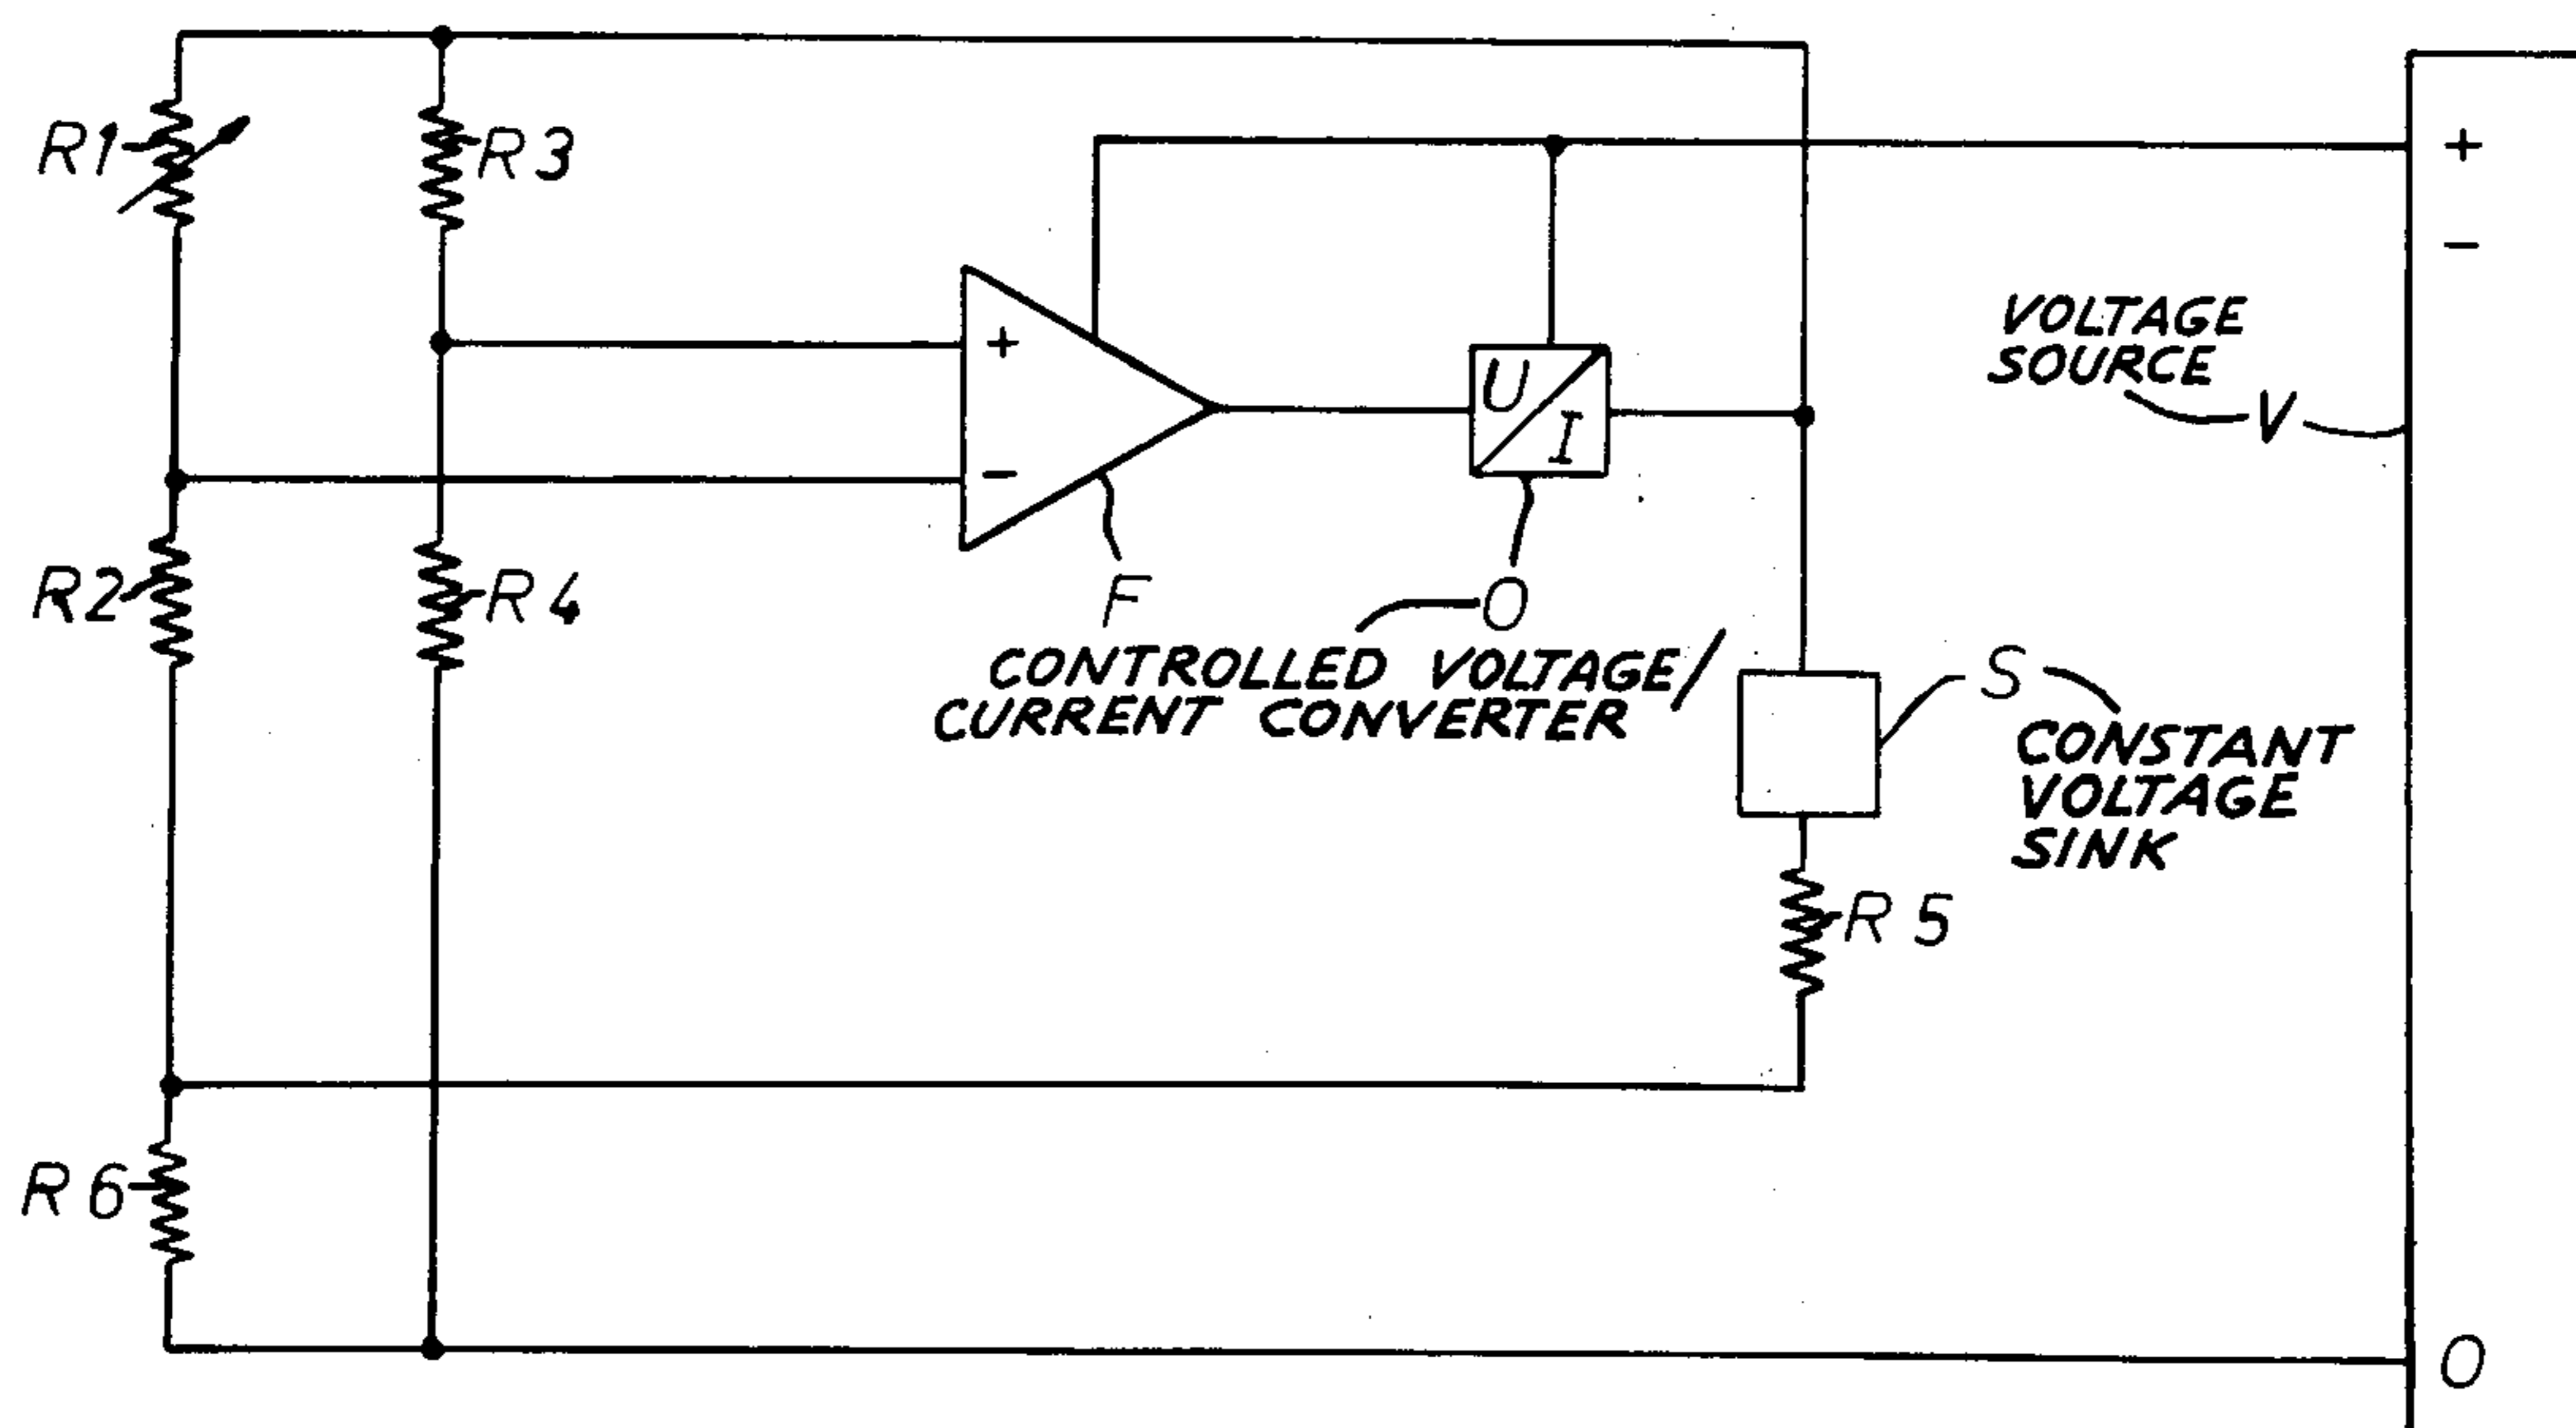 R1
R3
+
-
VOLTAGE
SOURCE
V
+
-
U
I
R2
R4
F
O
CONTROLLED VOLTAGE/
CURRENT CONVERTER
S
CONSTANT
VOLTAGE
SINK
R5
R6
O